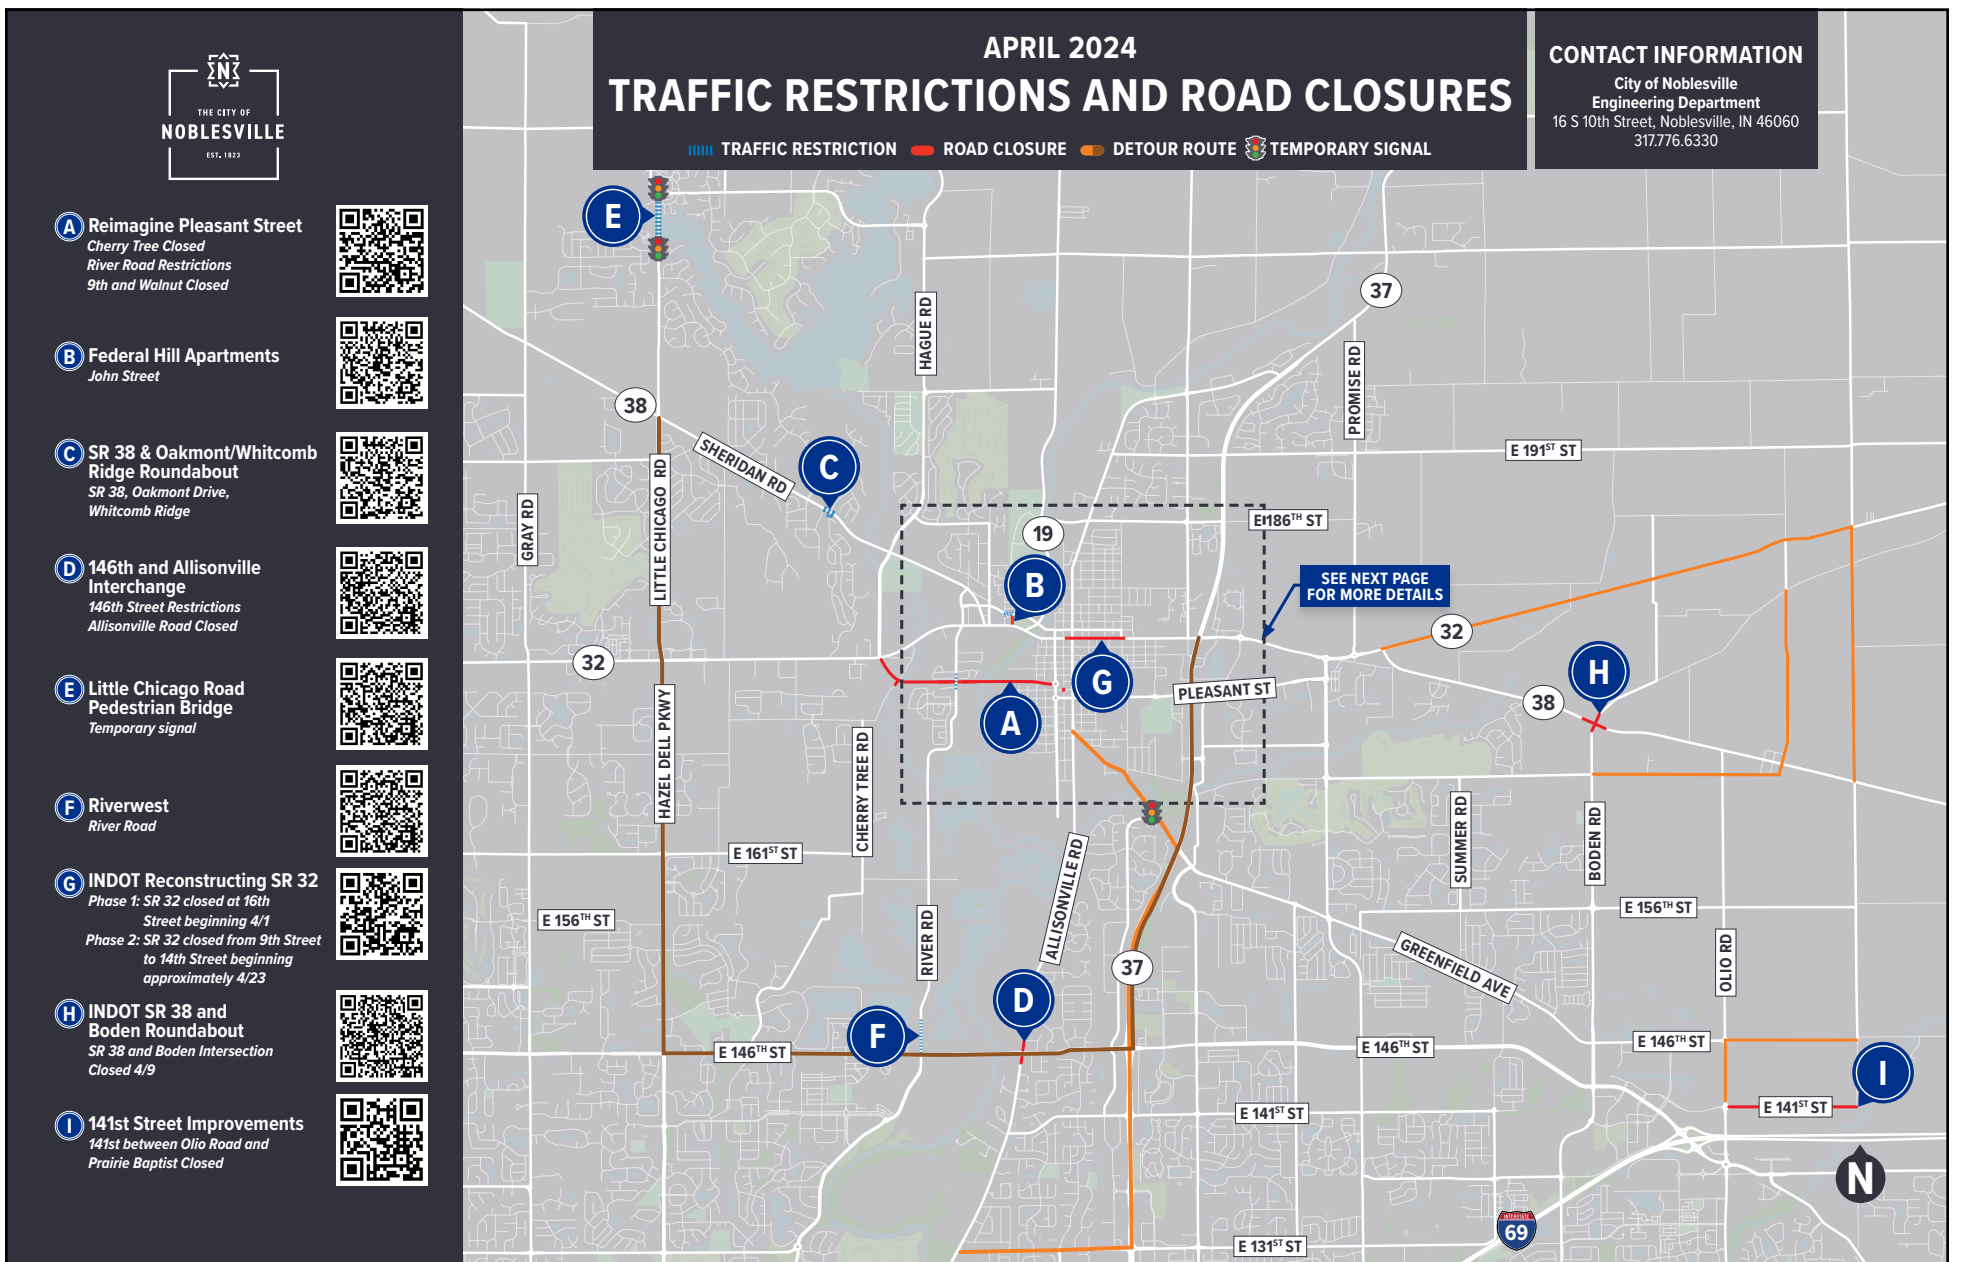 APRIL 2024
TRAFFIC RESTRICTIONS AND ROAD CLOSURES
TRAFFIC RESTRICTION ROAD CLOSURE DETOUR ROUTE TEMPORARY SIGNAL
CONTACT INFORMATION
City of Noblesville
Engineering Department
16 S 10th Street, Noblesville, IN 46060
317.776.6330
N
THE CITY OF
NOBLESVILLE
EST. 1823
A Reimagine Pleasant Street
Cherry Tree Closed
River Road Restrictions
9th and Walnut Closed
B Federal Hill Apartments
John Street
C SR 38 & Oakmont/Whitcomb
Ridge Roundabout
SR 38, Oakmont Drive,
Whitcomb Ridge
D 146th and Allisonville
Interchange
146th Street Restrictions
Allisonville Road Closed
E Little Chicago Road
Pedestrian Bridge
Temporary signal
F Riverwest
River Road
G INDOT Reconstructing SR 32
Phase 1: SR 32 closed at 16th
Street beginning 4/1
Phase 2: SR 32 closed from 9th Street
to 14th Street beginning
approximately 4/23
H INDOT SR 38 and
Boden Roundabout
SR 38 and Boden Intersection
Closed 4/9
I 141st Street Improvements
141st between Olio Road and
Prairie Baptist Closed
E
37
HAGUE RD
PROMISE RD
38
SHERIDAN RD
C
E 191ST ST
GRAY RD
LITTLE CHICAGO RD
19
E 186TH ST
B
SEE NEXT PAGE
FOR MORE DETAILS
32
32
H
G
PLEASANT ST
38
A
HAZEL DELL PKWY
CHERRY TREE RD
SUMMER RD
BODEN RD
E 161ST ST
ALLISONVILLE RD
E 156TH ST
E 156TH ST
RIVER RD
37
GREENFIELD AVE
OLIO RD
D
F
E 146TH ST
E 146TH ST
E 146TH ST
I
E 141ST ST
E 141ST ST
N
INTERSTATE
69
E 131ST ST